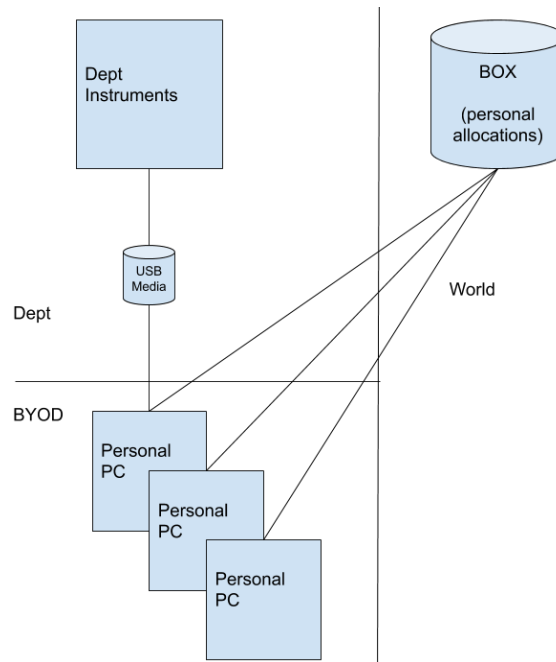 Dept
Instruments
BOX
(personal
allocations)
USB
Media
World
Dept
BYOD
Personal
PC
Personal
PC
Personal
PC